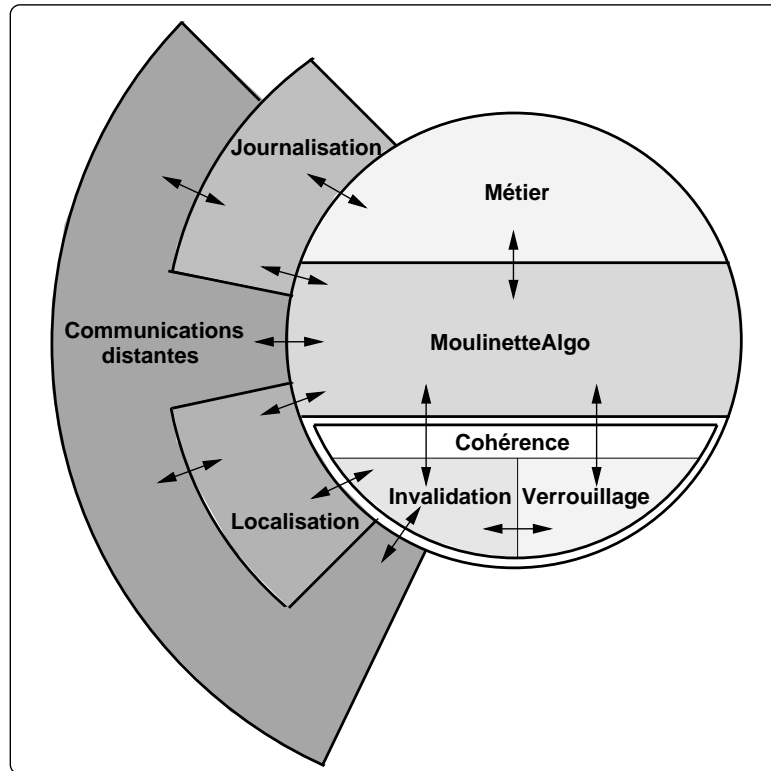 Journalisation
Métier
Communications
distantes
MoulinetteAlgo
Cohérence
Invalidation
Verrouillage
Localisation